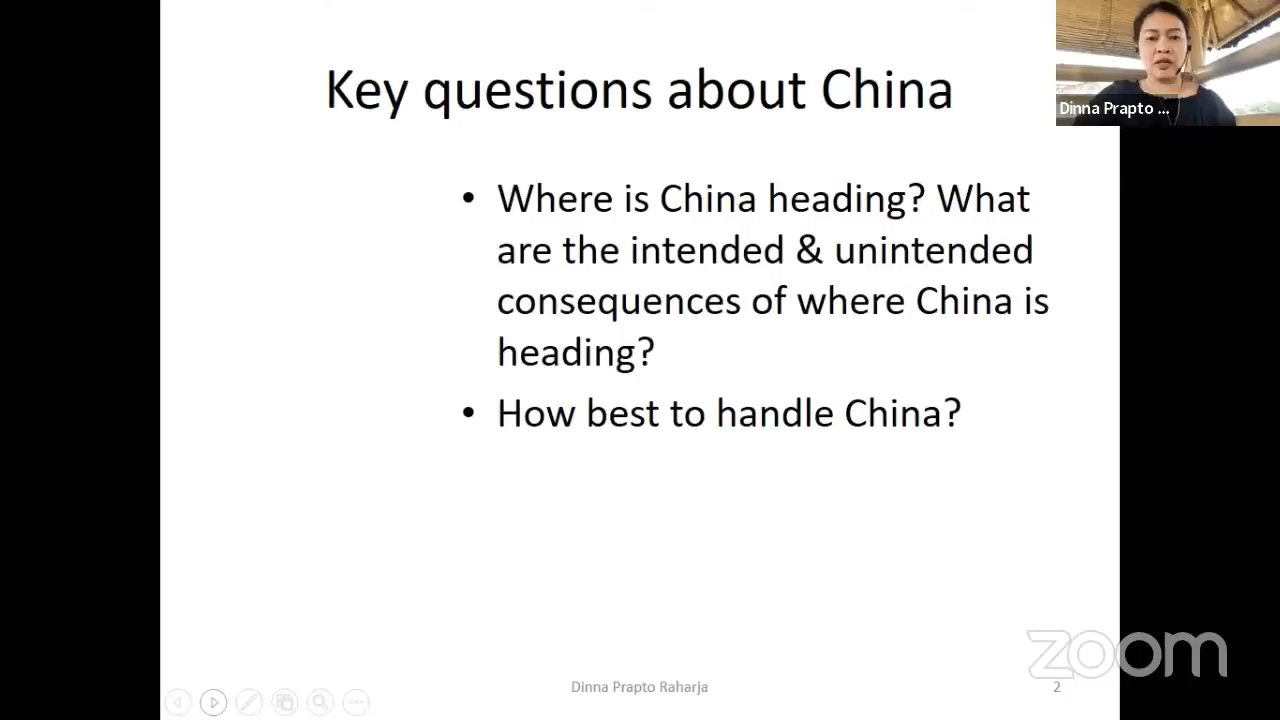 Key questions about China
Dinna Prapto ...
• Where is China heading? What
are the intended & unintended
consequences of where China is
heading?
• How best to handle China?
zoom
Dinna Prapto Raharja
2